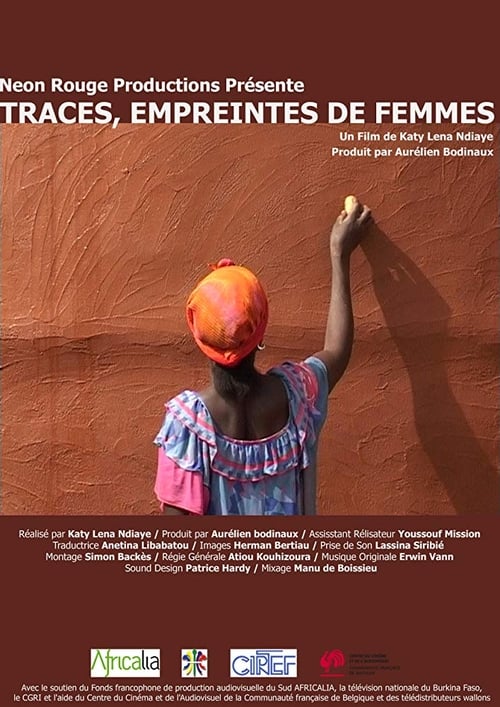 Neon Rouge Productions Présente
TRACES, EMPREINTES DE FEMMES
Un Film de Katy Lena Ndiaye
Produit par Aurélien Bodinaux
Réalisé par Katy Lena Ndiaye / Produit par Aurélien bodinaux / Assisstant Rélisateur Youssouf Mission
Traductrice Anetina Libabatou / Images Herman Bertiau / Prise de Son Lassina Siribié
Montage Simon Backès / Régie Générale Atiou Kouhizoura / Musique Originale Erwin Vann
Sound Design Patrice Hardy / Mixage Manu de Boissieu
Africalia
CIRTEF
Avec le soutien du Fonds francophone de production audiovisuelle du Sud AFRICALIA, la télévision nationale du Burkina Faso,
le CGRI et l'aide du Centre du Cinéma et de l'Audiovisuel de la Communauté française de Belgique et des télédistributeurs wallons